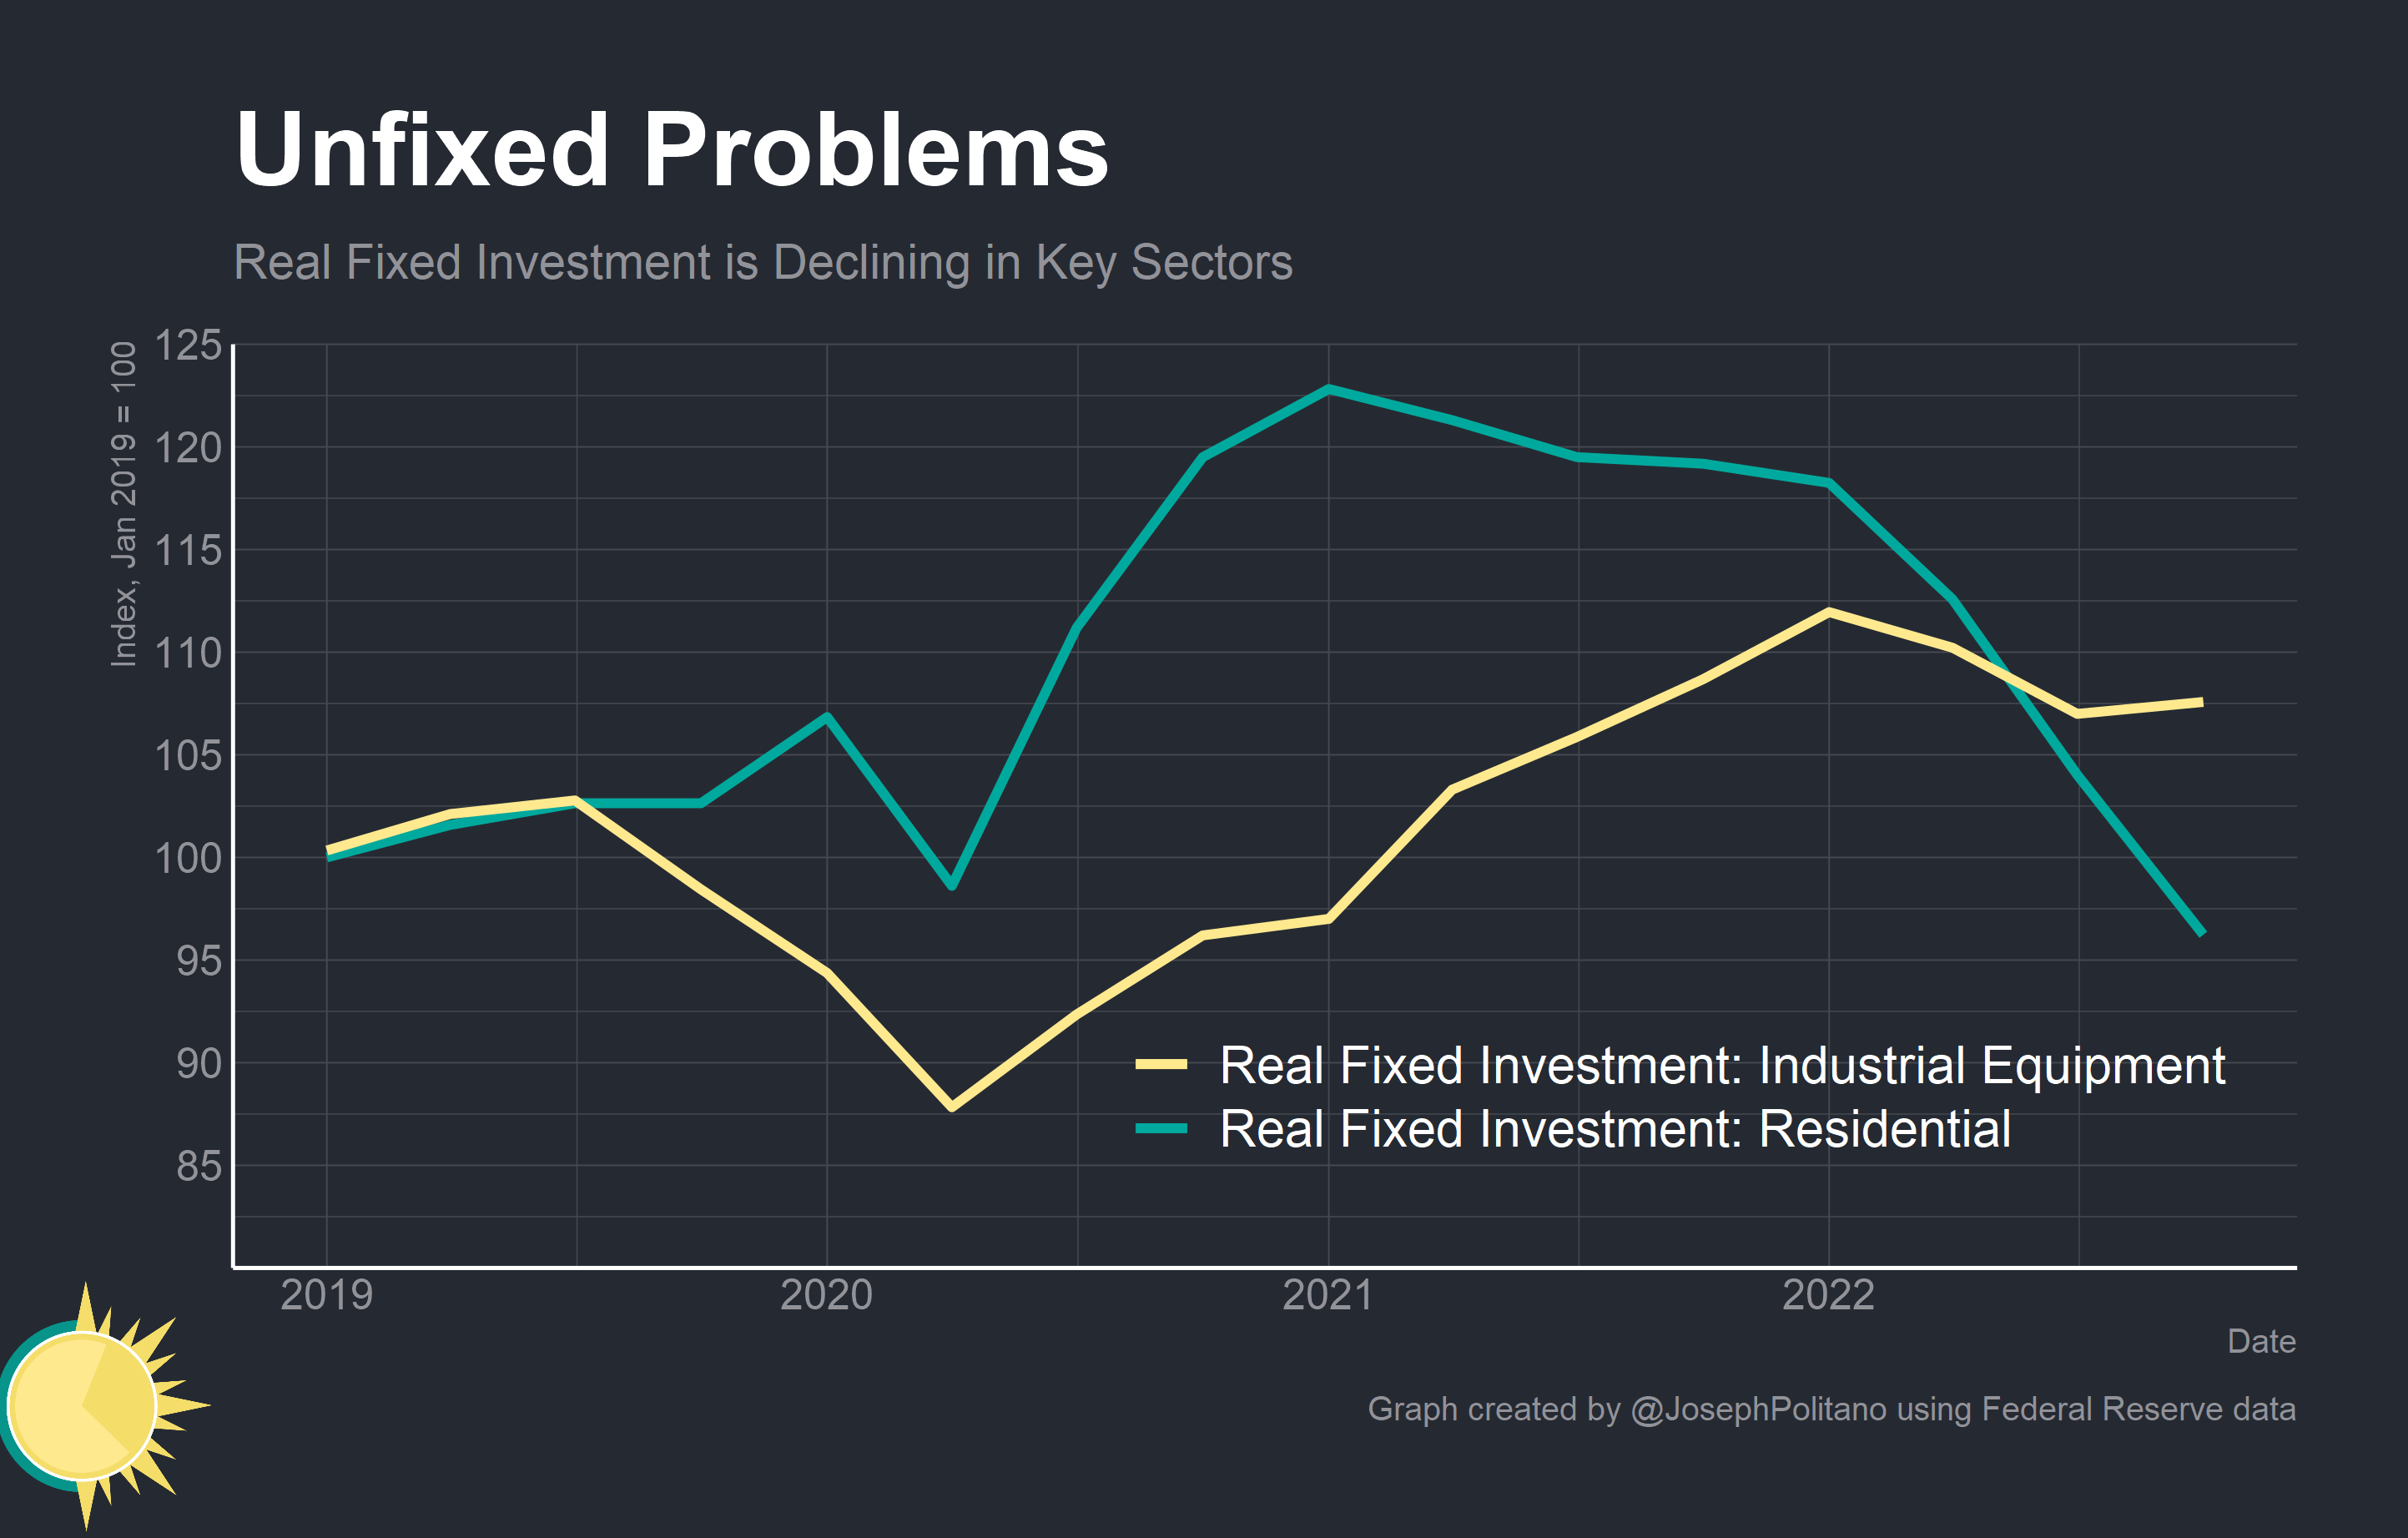 Unfixed Problems
Real Fixed Investment is Declining in Key Sectors
Index, Jan 2019 = 100
125
120
115
110
105
100
95
90
85
Real Fixed Investment: Industrial Equipment
Real Fixed Investment: Residential
2019 2020 2021 2022
Date
Graph created by @JosephPolitano using Federal Reserve data